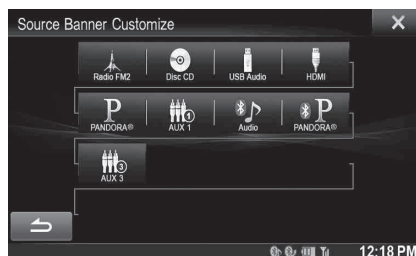 Source Banner Customize
Radio FM2 Disc CD USB Audio HDMI
P P
PANDORA® AUX 1 Audio PANDORA®
AUX 3
12:18 PM